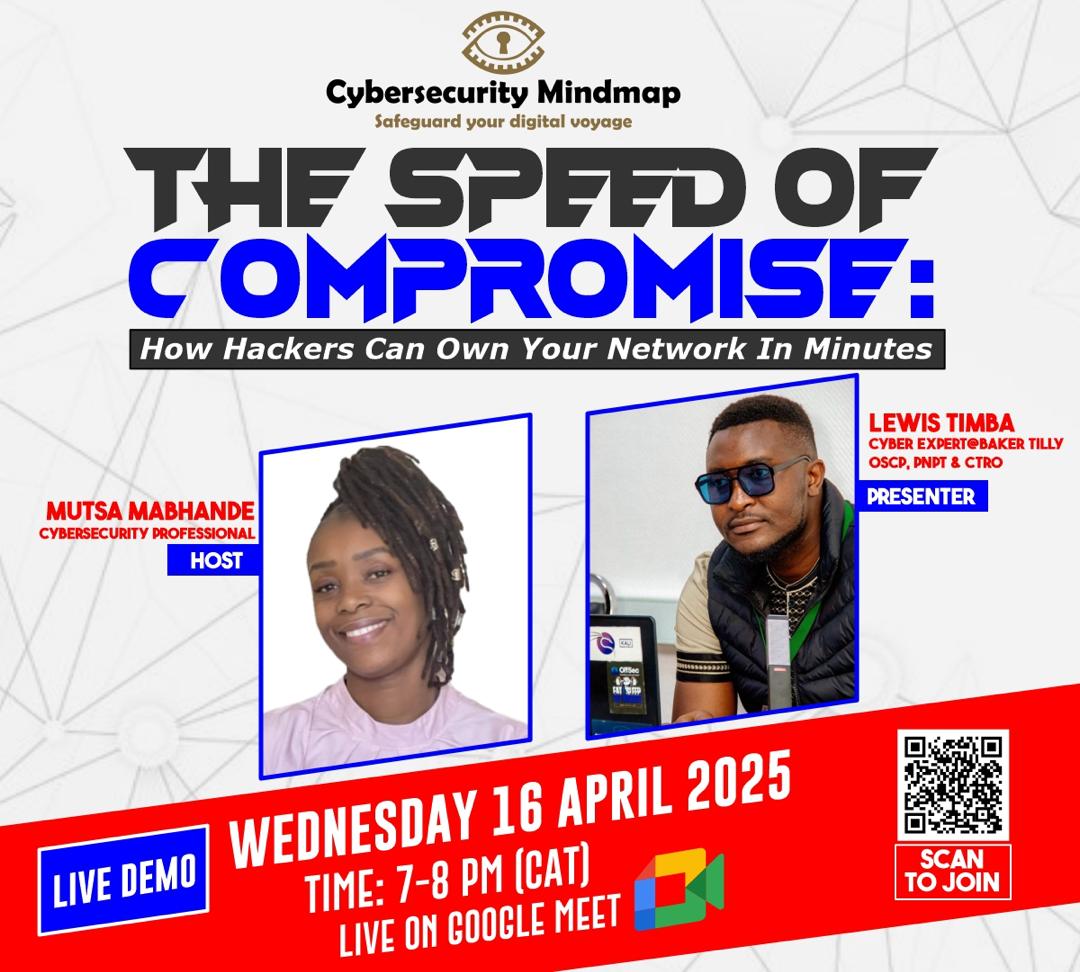 Cybersecurity Mindmap
Safeguard your digital voyage
THE SPEED OF
COMPROMISE:
How Hackers Can Own Your Network In Minutes
MUTSA MABHANDE
CYBERSECURITY PROFESSIONAL
HOST
LEWIS TIMBA
CYBER EXPERT@BAKER TILLY
OSCP, PNPT & CTRO
PRESENTER
KALI
OffSec
LIVE DEMO
WEDNESDAY 16 APRIL 2025
TIME: 7-8 PM (CAT)
LIVE ON GOOGLE MEET
SCAN
TO JOIN